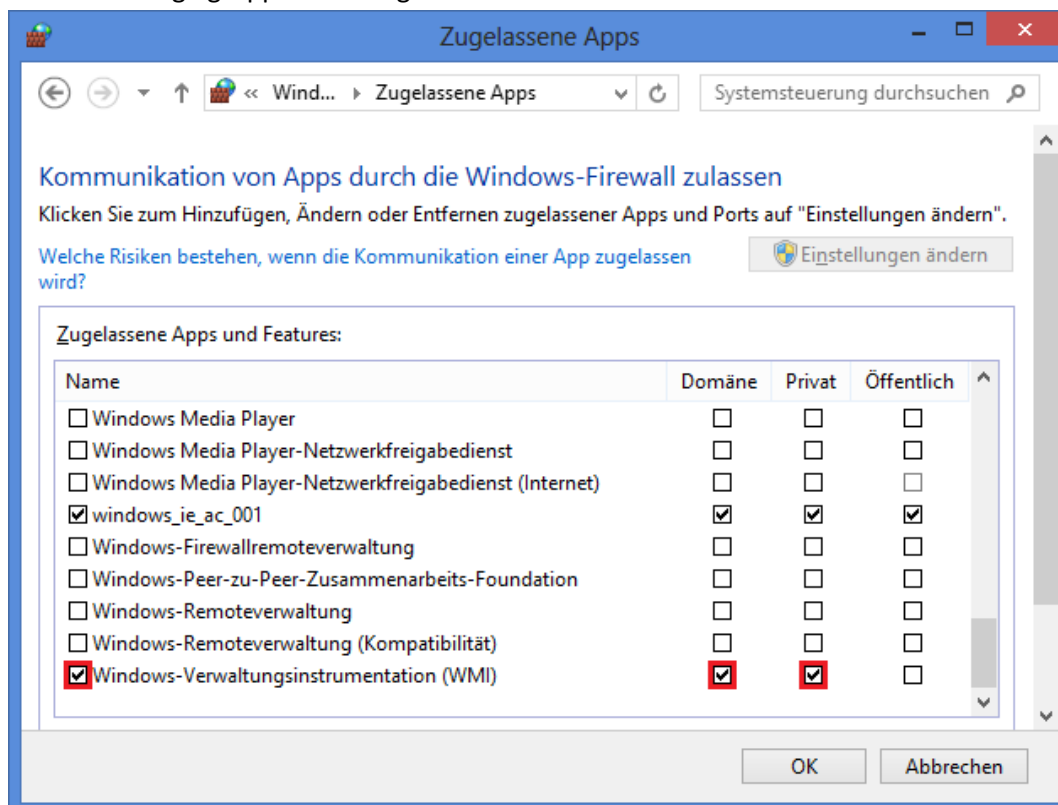 Zugelassene Apps
« Wind... Zugelassene Apps Systemsteuerung durchsuchen
Kommunikation von Apps durch die Windows-Firewall zulassen
Klicken Sie zum Hinzufügen, Ändern oder Entfernen zugelassener Apps und Ports auf "Einstellungen ändern".
Welche Risiken bestehen, wenn die Kommunikation einer App zugelassen
wird?
Einstellungen ändern
Zugelassene Apps und Features:
Name Domäne Privat Öffentlich
Windows Media Player
Windows Media Player-Netzwerkfreigabedienst
Windows Media Player-Netzwerkfreigabedienst (Internet)
windows_ie_ac_001
Windows-Firewallremoteverwaltung
Windows-Peer-zu-Peer-Zusammenarbeits-Foundation
Windows-Remoteverwaltung
Windows-Remoteverwaltung (Kompatibilität)
Windows-Verwaltungsinstrumentation (WMI)
OK Abbrechen